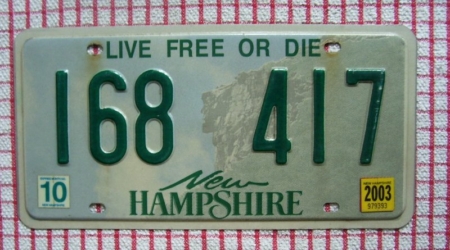 LIVE FREE OR DIE
168 417
10
2003
New
HAMPSHIRE